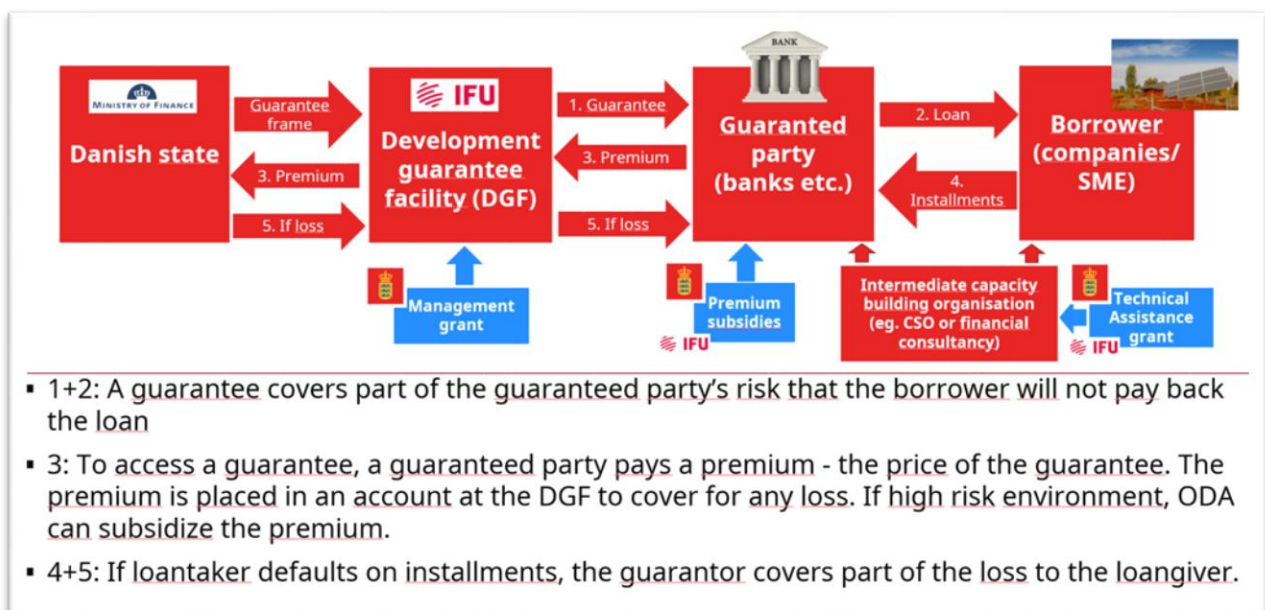 MINISTRY OF FINANCE
Danish state
Guarantee
frame
3. Premium
5. If loss
IFU
Development
guarantee
facility (DGF)
1. Guarantee
3. Premium
5. If loss
BANK
Guaranted
party
(banks etc.)
2. Loan
4.
Installments
Borrower
(companies/
SME)
Management
grant
Premium
subsidies
IFU
Intermediate capacity
building organisation
(eg. CSO or financial
consultancy)
Technical
Assistance
grant
IFU
▪ 1+2: A guarantee covers part of the guaranteed party’s risk that the borrower will not pay back
the loan
▪ 3: To access a guarantee, a guaranteed party pays a premium - the price of the guarantee. The
premium is placed in an account at the DGF to cover for any loss. If high risk environment, ODA
can subsidize the premium.
▪ 4+5: If loantaker defaults on installments, the guarantor covers part of the loss to the loangiver.